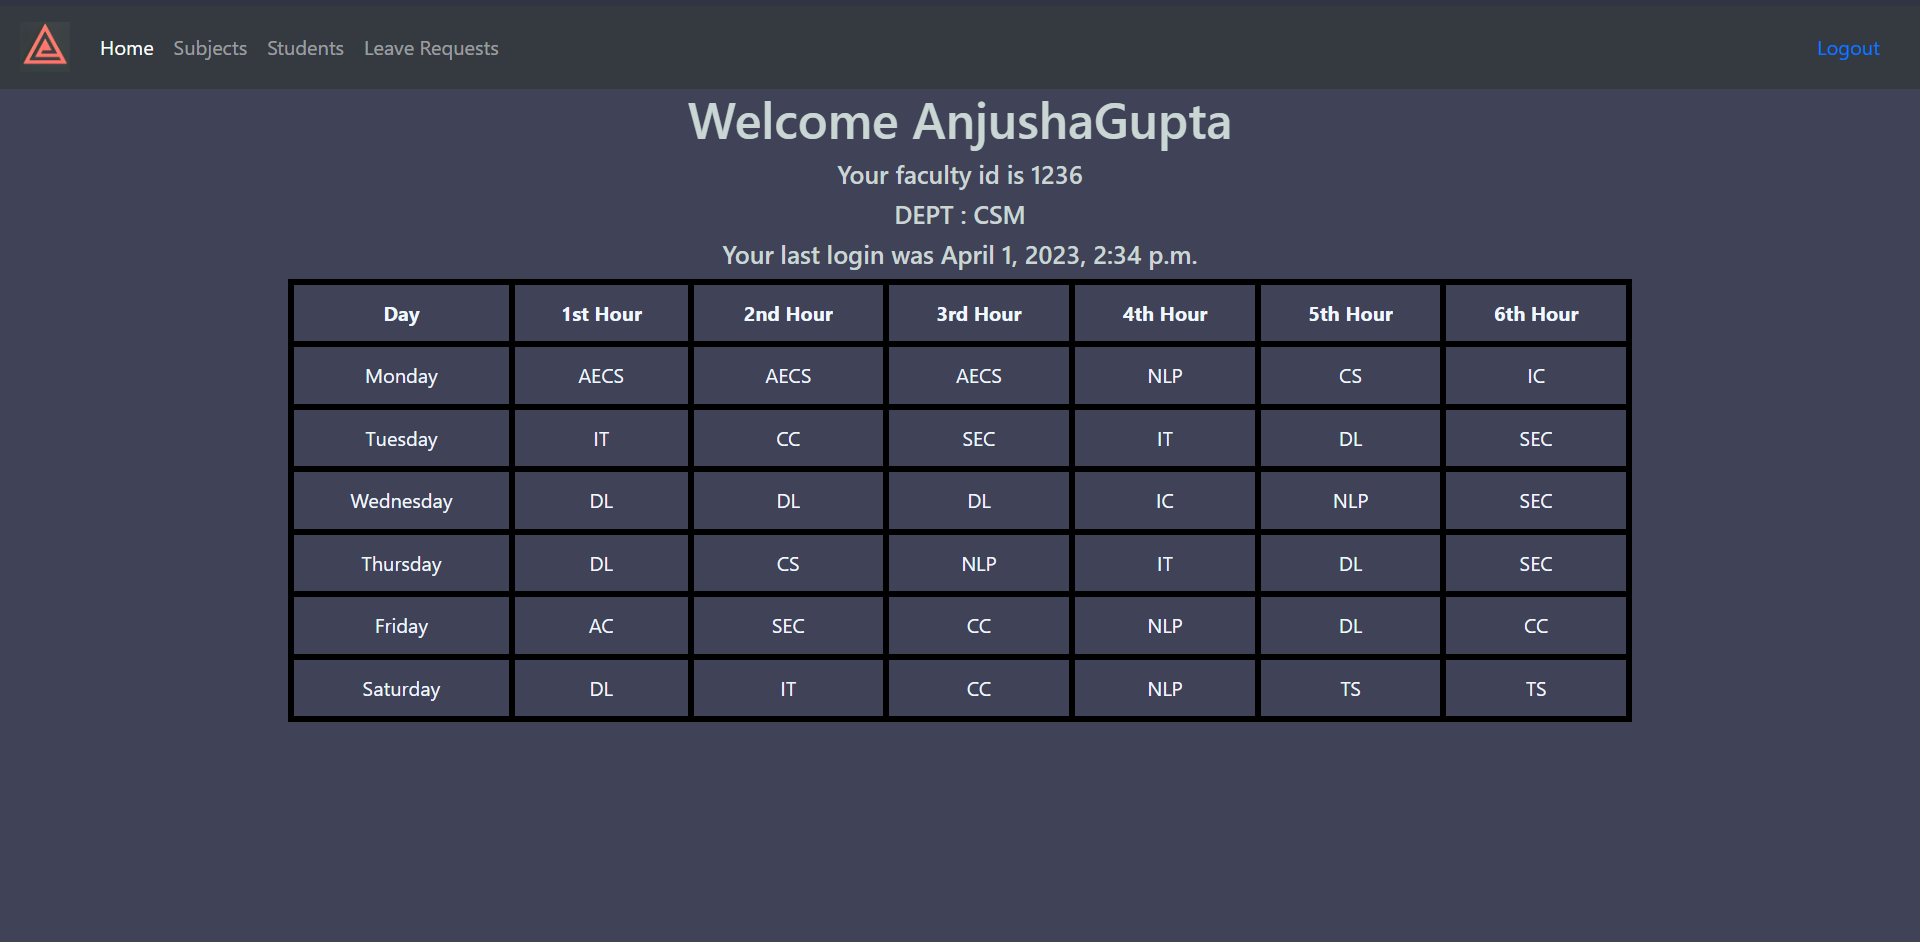 Home Subjects Students Leave Requests Logout
Welcome AnjushaGupta
Your faculty id is 1236
DEPT : CSM
Your last login was April 1, 2023, 2:34 p.m.
Day 1st Hour 2nd Hour 3rd Hour 4th Hour 5th Hour 6th Hour
Monday AECS AECS AECS NLP CS IC
Tuesday IT CC SEC IT DL SEC
Wednesday DL DL DL IC NLP SEC
Thursday DL CS NLP IT DL SEC
Friday AC SEC CC NLP DL CC
Saturday DL IT CC NLP TS TS